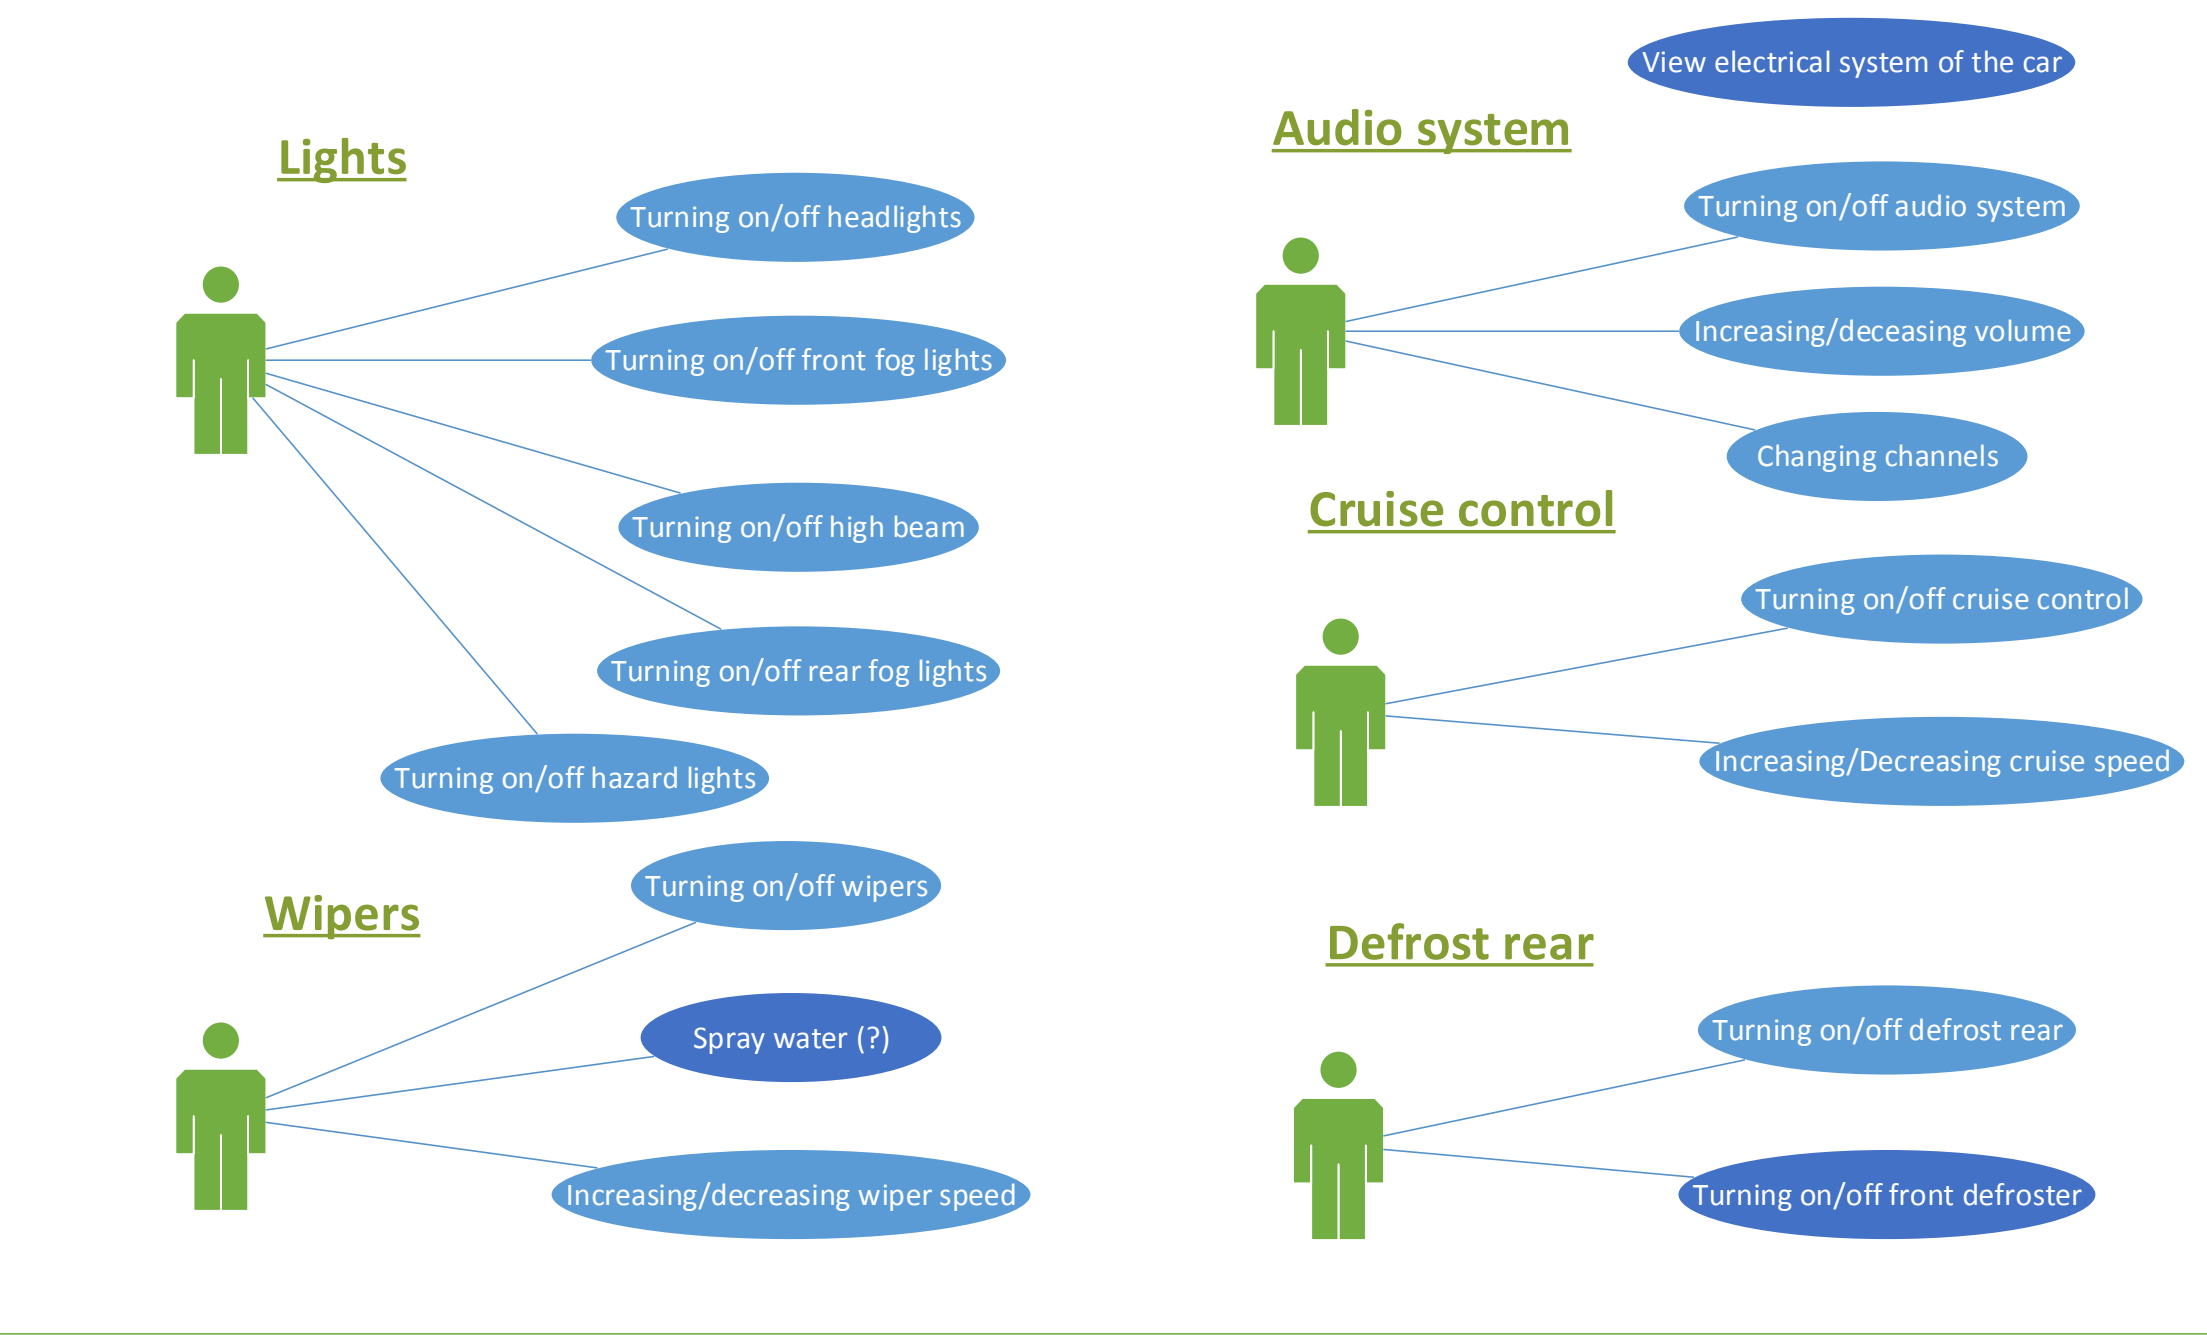 Lights
Turning on/off headlights
Turning on/off front fog lights
Turning on/off high beam
Turning on/off rear fog lights
Turning on/off hazard lights
Wipers
Turning on/off wipers
Spray water (?)
Increasing/decreasing wiper speed
View electrical system of the car
Audio system
Turning on/off audio system
Increasing/deceasing volume
Changing channels
Cruise control
Turning on/off cruise control
Increasing/Decreasing cruise speed
Defrost rear
Turning on/off defrost rear
Turning on/off front defroster